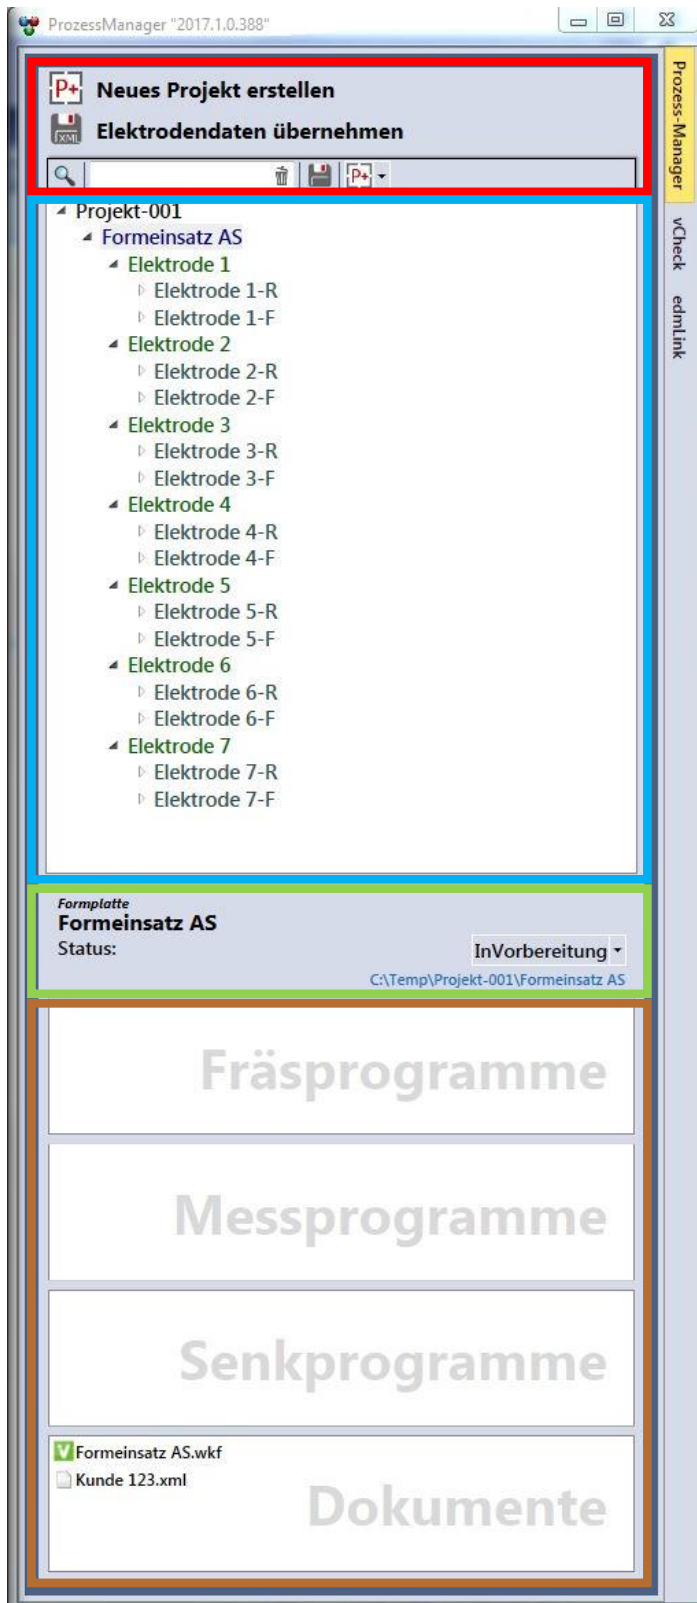 ProzessManager "2017.1.0.388"
Neues Projekt erstellen
XML
Elektrodendaten übernehmen
P+
P+
Projekt-001
Formeinsatz AS
Elektrode 1
Elektrode 1-R
Elektrode 1-F
Elektrode 2
Elektrode 2-R
Elektrode 2-F
Elektrode 3
Elektrode 3-R
Elektrode 3-F
Elektrode 4
Elektrode 4-R
Elektrode 4-F
Elektrode 5
Elektrode 5-R
Elektrode 5-F
Elektrode 6
Elektrode 6-R
Elektrode 6-F
Elektrode 7
Elektrode 7-R
Elektrode 7-F
Formplatte
Formeinsatz AS
Status: InVorbereitung
C:\Temp\Projekt-001\Formeinsatz AS
Fräsprogramme
Messprogramme
Senkprogramme
V Formeinsatz AS.wkf
Kunde 123.xml
Dokumente
Prozess-Manager
vCheck
edmLink